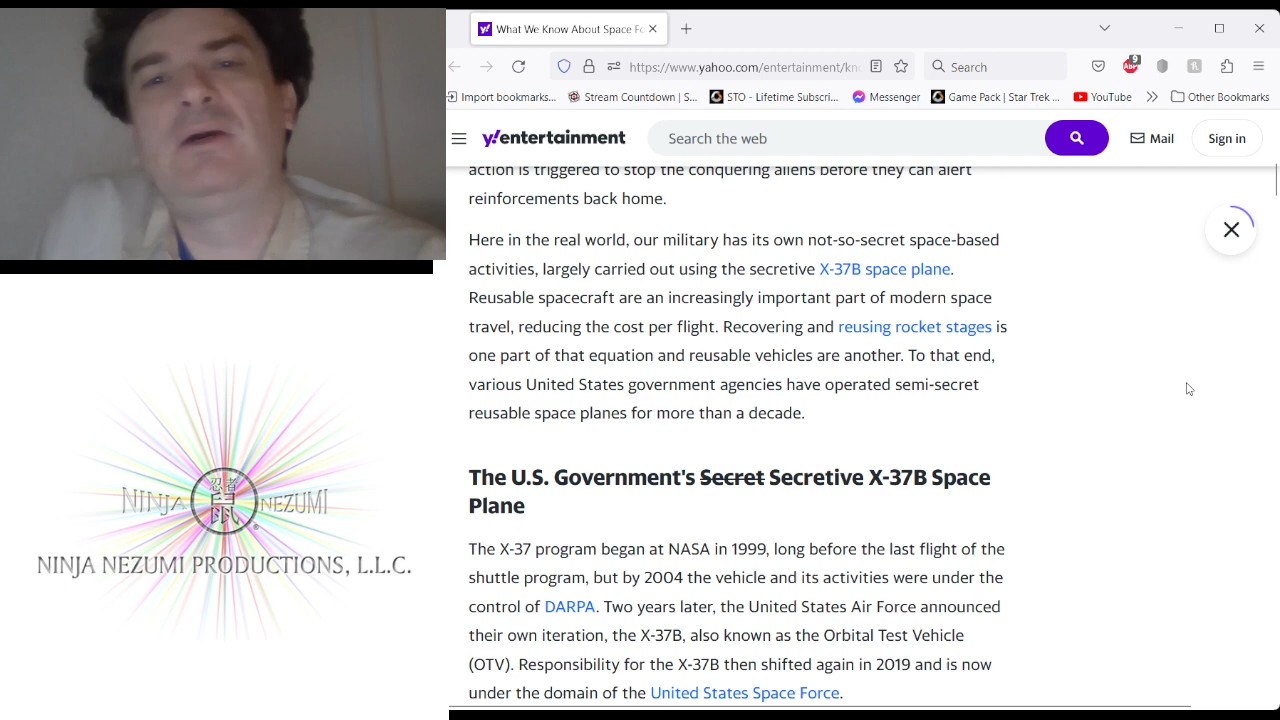 What We Know About Space Fo
https://www.yahoo.com/entertainment/kno
Search
9
Import bookmarks...
Stream Countdown | S...
STO - Lifetime Subscri...
Messenger
Game Pack | Star Trek ...
YouTube
Other Bookmarks
y!entertainment
Search the web
Mail
Sign in
action is triggered to stop the conquering aliens before they can alert
reinforcements back home.
Here in the real world, our military has its own not-so-secret space-based
activities, largely carried out using the secretive X-37B space plane.
Reusable spacecraft are an increasingly important part of modern space
travel, reducing the cost per flight. Recovering and reusing rocket stages is
one part of that equation and reusable vehicles are another. To that end,
various United States government agencies have operated semi-secret
reusable space planes for more than a decade.
The U.S. Government's Secret Secretive X-37B Space
Plane
The X-37 program began at NASA in 1999, long before the last flight of the
shuttle program, but by 2004 the vehicle and its activities were under the
control of DARPA. Two years later, the United States Air Force announced
their own iteration, the X-37B, also known as the Orbital Test Vehicle
(OTV). Responsibility for the X-37B then shifted again in 2019 and is now
under the domain of the United States Space Force.
忍者
NINJA 鼠 NEZUMI
NINJA NEZUMI PRODUCTIONS, L.L.C.